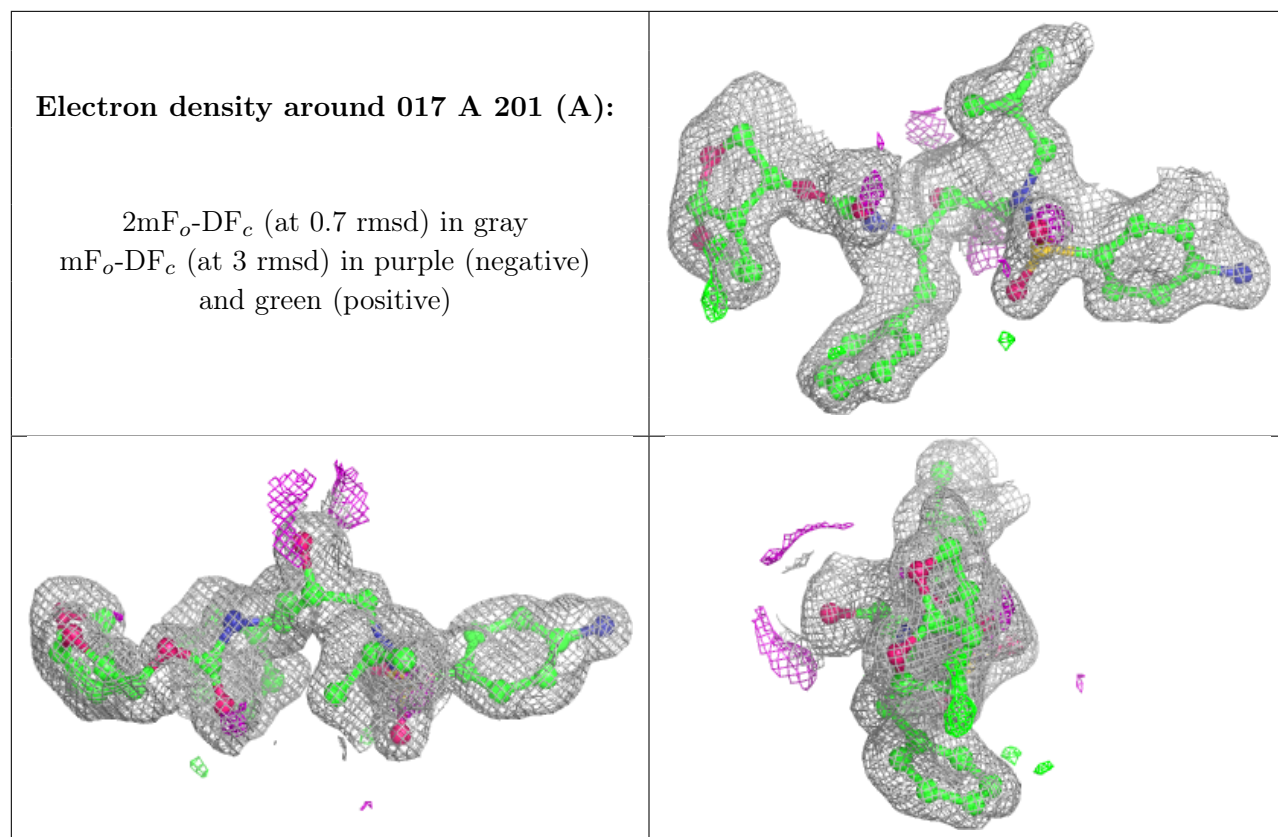 Electron density around 017 A 201 (A):
2mFo-DFc (at 0.7 rmsd) in gray
mFo-DFc (at 3 rmsd) in purple (negative)
and green (positive)